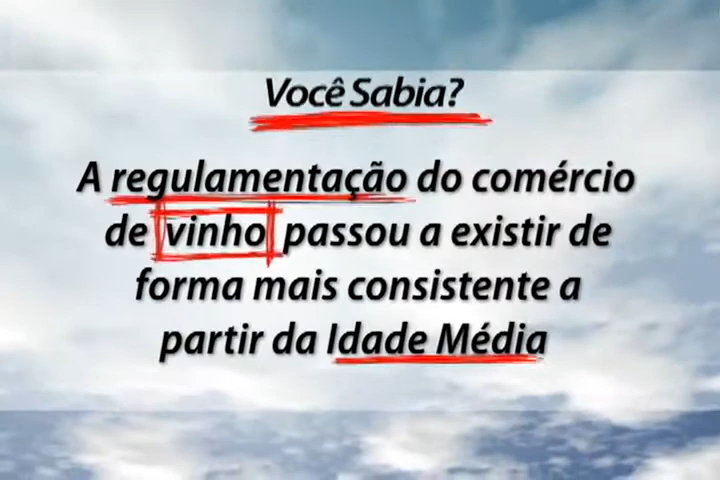 Você Sabia?
A regulamentação do comércio
de vinho passou a existir de
forma mais consistente a
partir da Idade Média